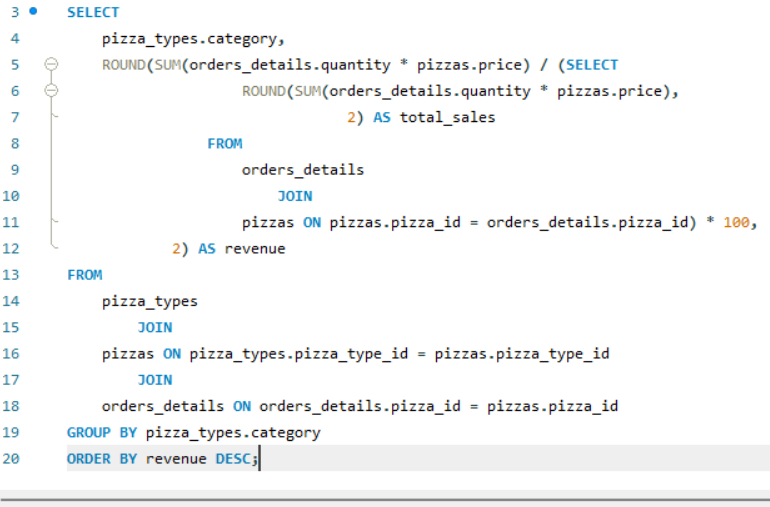 3 SELECT
4 pizza_types.category,
5 ROUND(SUM(orders_details.quantity * pizzas.price) / (SELECT
6 ROUND(SUM(orders_details.quantity * pizzas.price),
7 2) AS total_sales
8 FROM
9 orders_details
10 JOIN
11 pizzas ON pizzas.pizza_id = orders_details.pizza_id) * 100,
12 2) AS revenue
13 FROM
14 pizza_types
15 JOIN
16 pizzas ON pizza_types.pizza_type_id = pizzas.pizza_type_id
17 JOIN
18 orders_details ON orders_details.pizza_id = pizzas.pizza_id
19 GROUP BY pizza_types.category
20 ORDER BY revenue DESC;